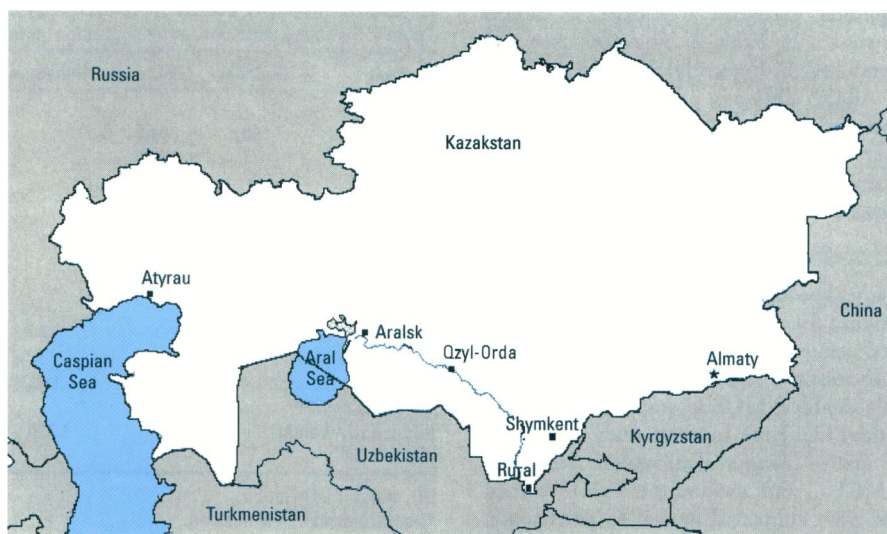 Russia
Kazakstan
Atyrau
China
Aralsk
Caspian
Sea
Aral
Sea
Qzyl-Orda
Almaty
Shymkent
Kyrgyzstan
Uzbekistan
Rural
Turkmenistan